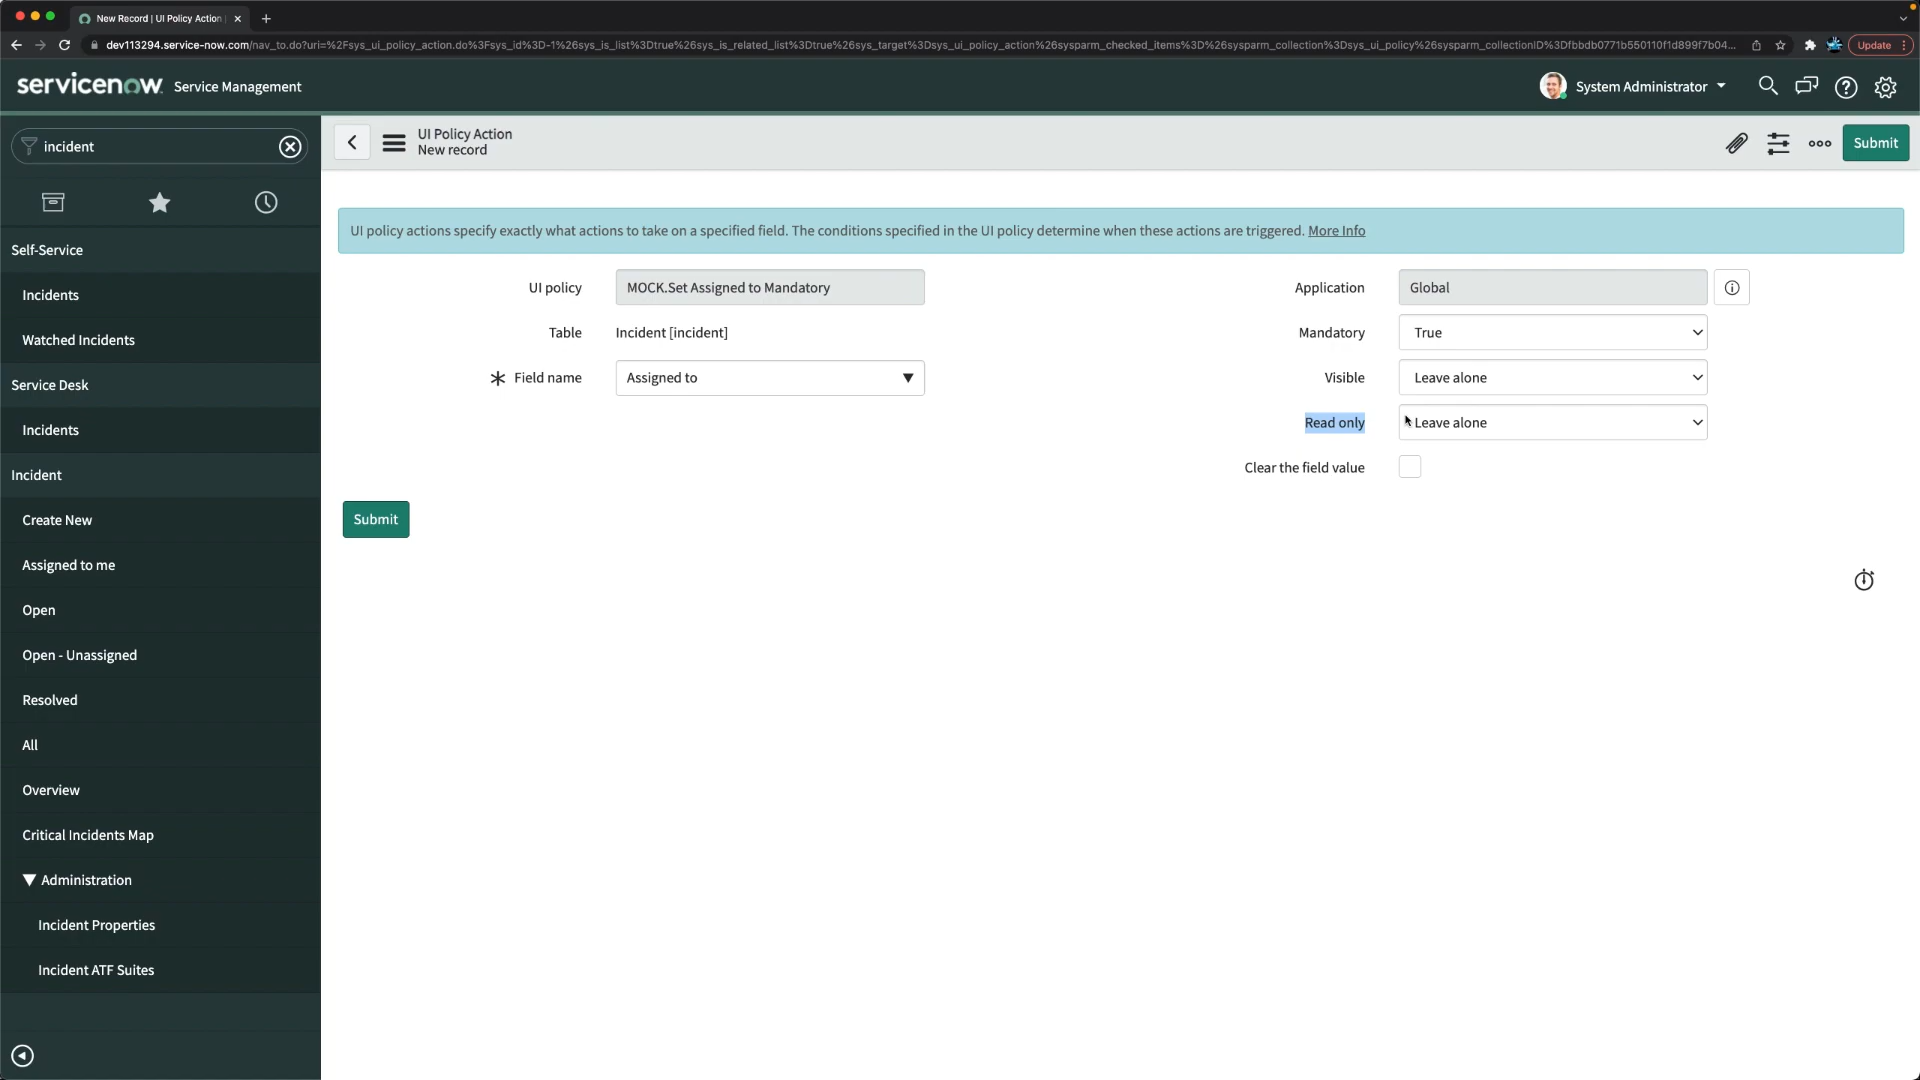 New Record | UI Policy Action
dev113294.service-now.com/nav_to.do?uri=%2Fsys_ui_policy_action.do%3Fsys_id%3D-1%26sys_is_list%3Dtrue%26sys_is_related_list%3Dtrue%26sys_target%3Dsys_ui_policy_action%26sysparm_checked_items%3D%26sysparm_collection%3Dsys_ui_policy%26sysparm_collectionID%3Dfbbdb0771b550110f1d899f7b04...
Update
servicenow Service Management
System Administrator
incident
UI Policy Action
New record
Submit
UI policy actions specify exactly what actions to take on a specified field. The conditions specified in the UI policy determine when these actions are triggered. More Info
Self-Service
Incidents
Watched Incidents
Service Desk
Incidents
Incident
Create New
Assigned to me
Open
Open - Unassigned
Resolved
All
Overview
Critical Incidents Map
Administration
Incident Properties
Incident ATF Suites
UI policy MOCK.Set Assigned to Mandatory
Table Incident [incident]
Field name Assigned to
Application Global
Mandatory True
Visible Leave alone
Read only Leave alone
Clear the field value
Submit